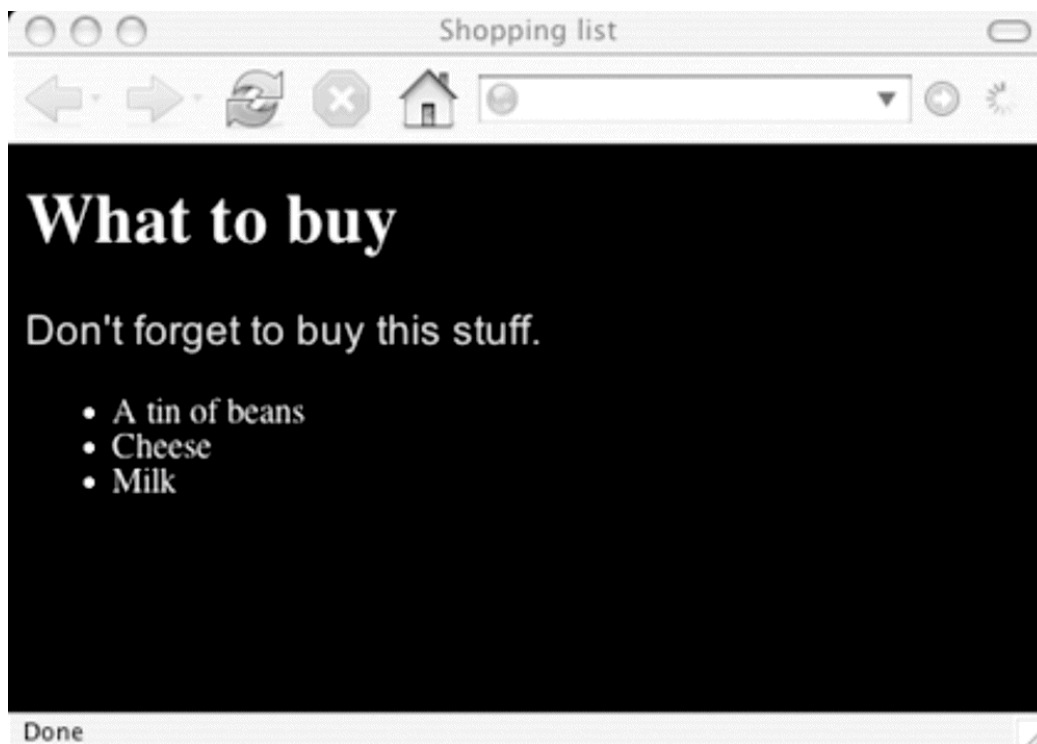 Shopping list
What to buy
Don't forget to buy this stuff.
• A tin of beans
• Cheese
• Milk
Done